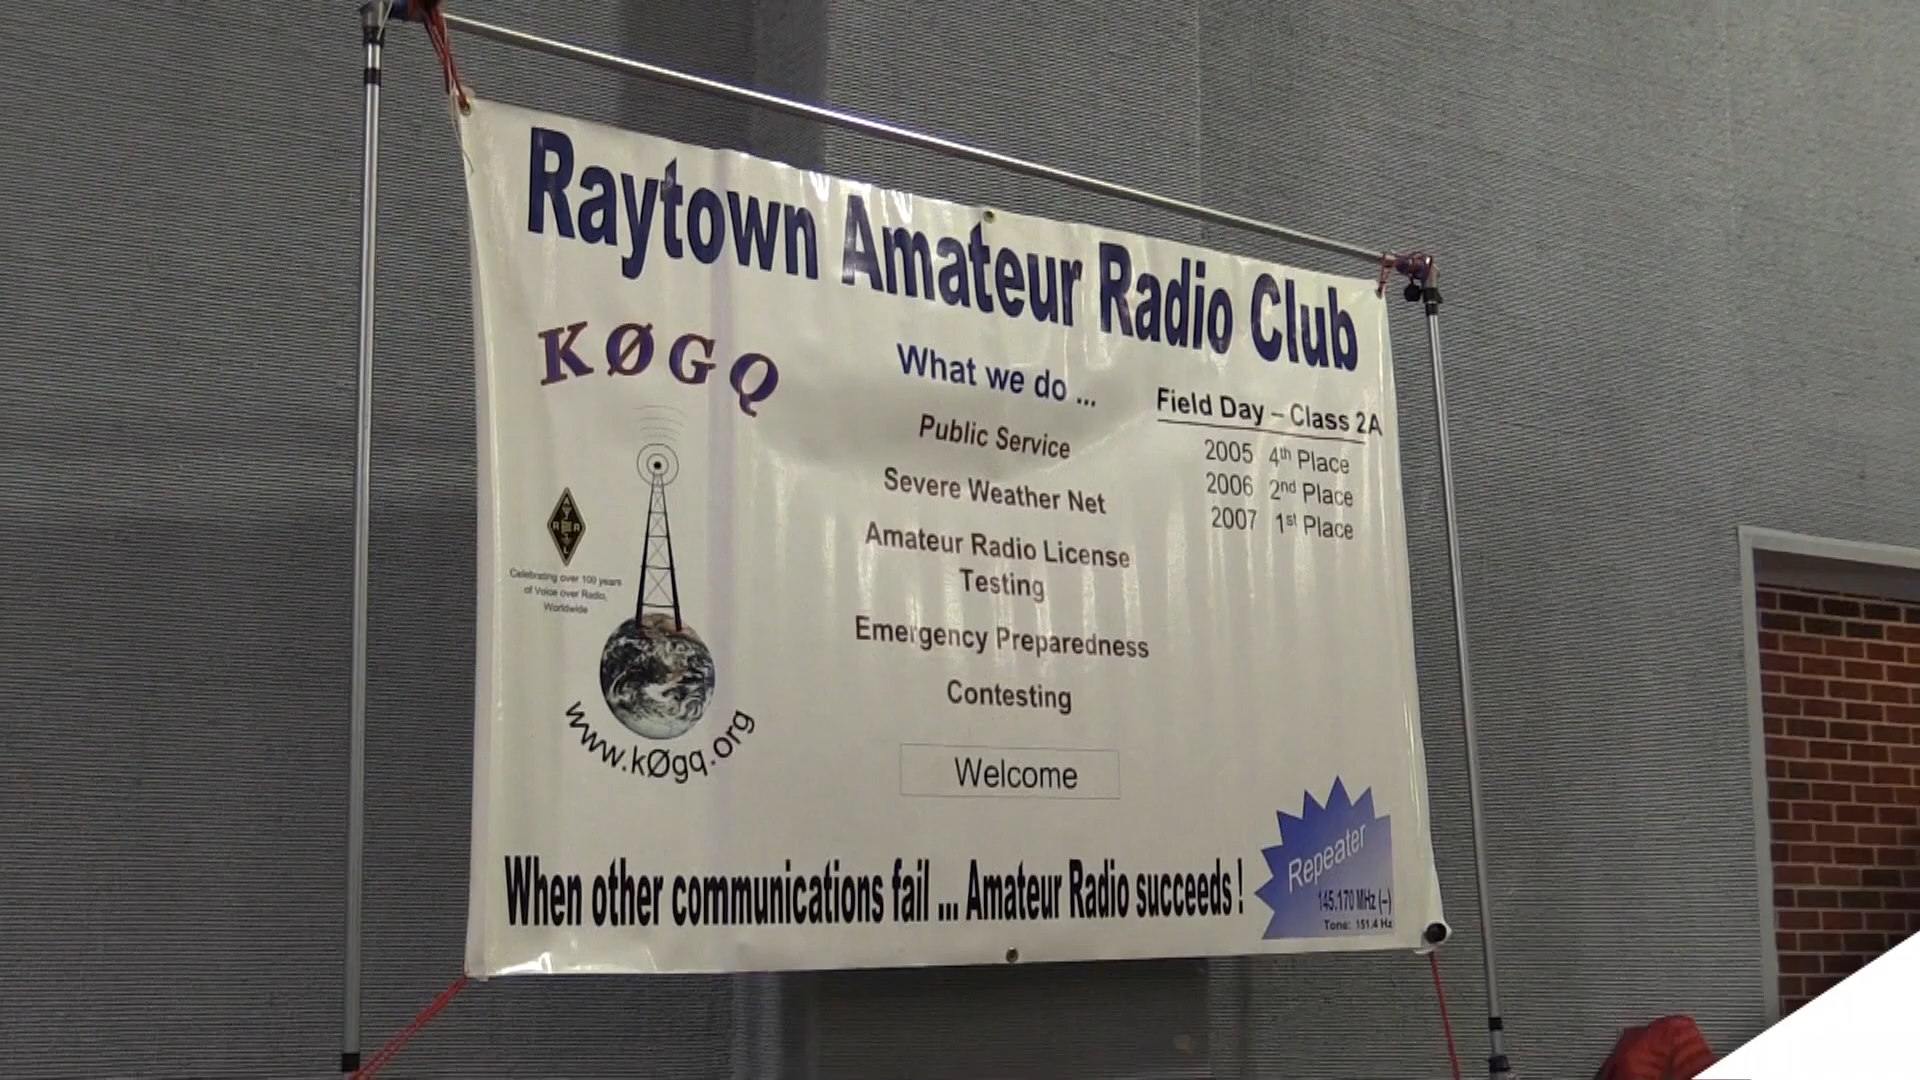 Raytown Amateur Radio Club
KØGQ
What we do ...
Public Service
Severe Weather Net
Amateur Radio License
Testing
Emergency Preparedness
Contesting
Welcome
Field Day – Class 2A
2005 4th Place
2006 2nd Place
2007 1st Place
Celebrating over 100 years
of Voice over Radio,
Worldwide
www.kØgq.org
When other communications fail ... Amateur Radio succeeds !
Repeater
145.170 MHz (–)
Tone: 151.4 Hz